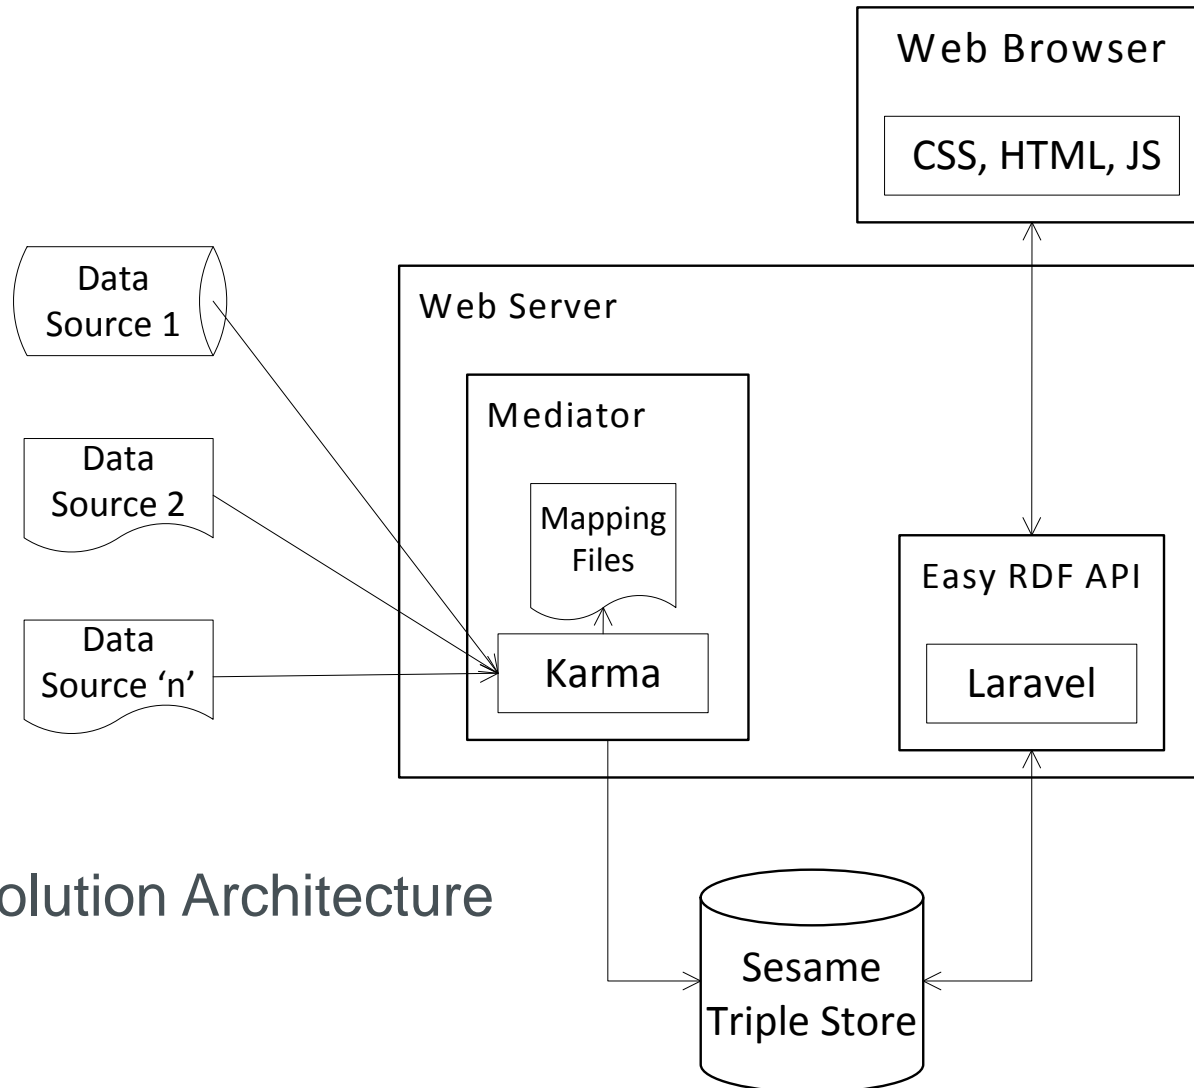 Web Browser
CSS, HTML, JS
Data
Source 1
Web Server
Mediator
Data
Source 2
Mapping
Files
Easy RDF API
Data
Source ‘n’
Karma
Laravel
olution Architecture
Sesame
Triple Store